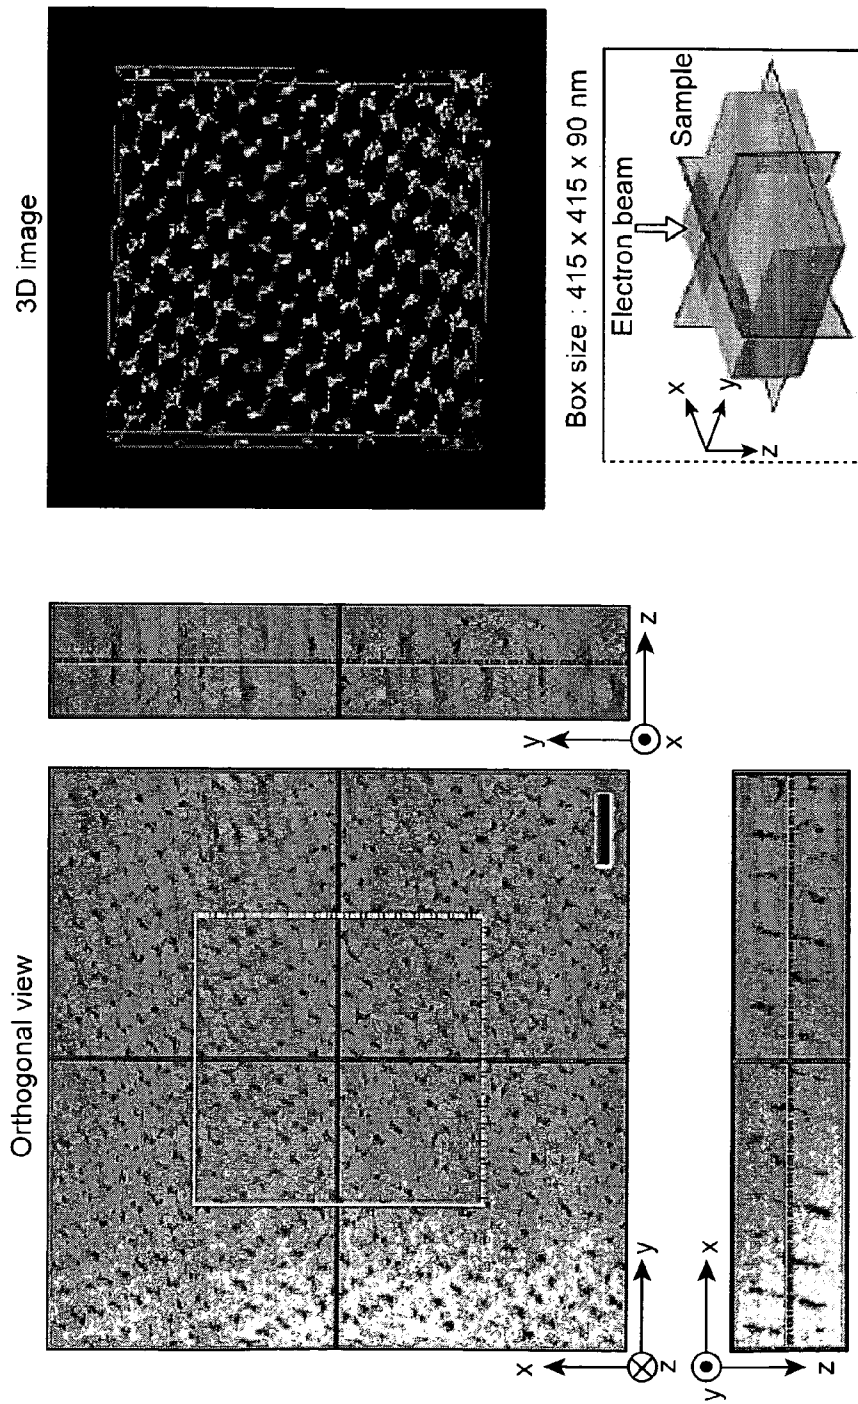 Orthogonal view
x
y
z
y
z
x
y
x
z
3D image
Box size : 415 x 415 x 90 nm
Electron beam
Sample
x
y
z